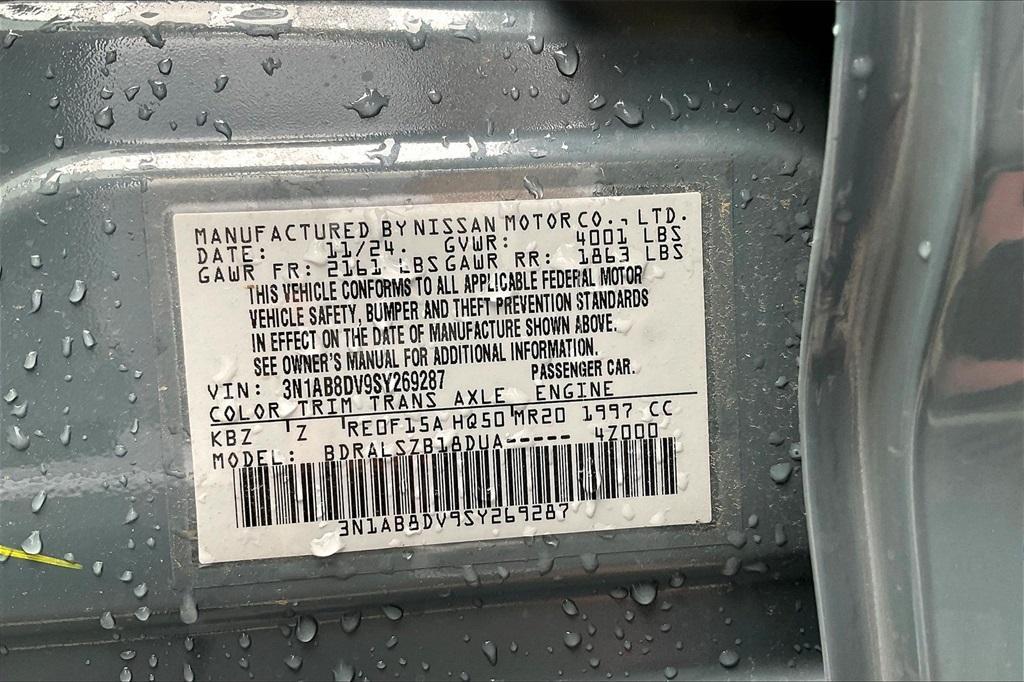 MANUFACTURED BY NISSAN MOTOR CO., LTD.
DATE: 11/24. GVWR: 4001 LBS
GAWR FR: 2161 LBS GAWR RR: 1863 LBS
THIS VEHICLE CONFORMS TO ALL APPLICABLE FEDERAL MOTOR
VEHICLE SAFETY, BUMPER AND THEFT PREVENTION STANDARDS
IN EFFECT ON THE DATE OF MANUFACTURE SHOWN ABOVE.
SEE OWNER'S MANUAL FOR ADDITIONAL INFORMATION.
VIN: 3N1AB8DV9SY269287 PASSENGER CAR.
COLOR TRIM TRANS AXLE ENGINE
KBZ Z RE0F15A HQ50 MR20 1997 CC
MODEL: BDRALSZB18DUA----- 4Z000
3N1AB8DV9SY269287